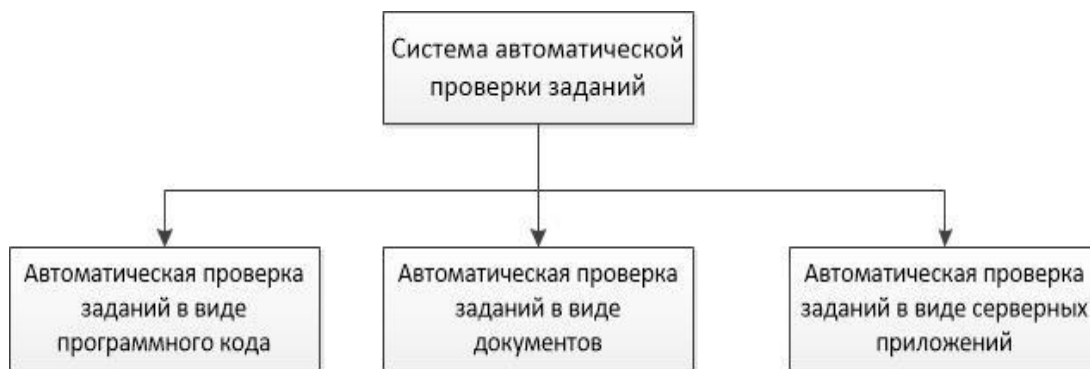 Система автоматической
проверки заданий
Автоматическая проверка
заданий в виде
программного кода
Автоматическая проверка
заданий в виде
документов
Автоматическая проверка
заданий в виде серверных
приложений